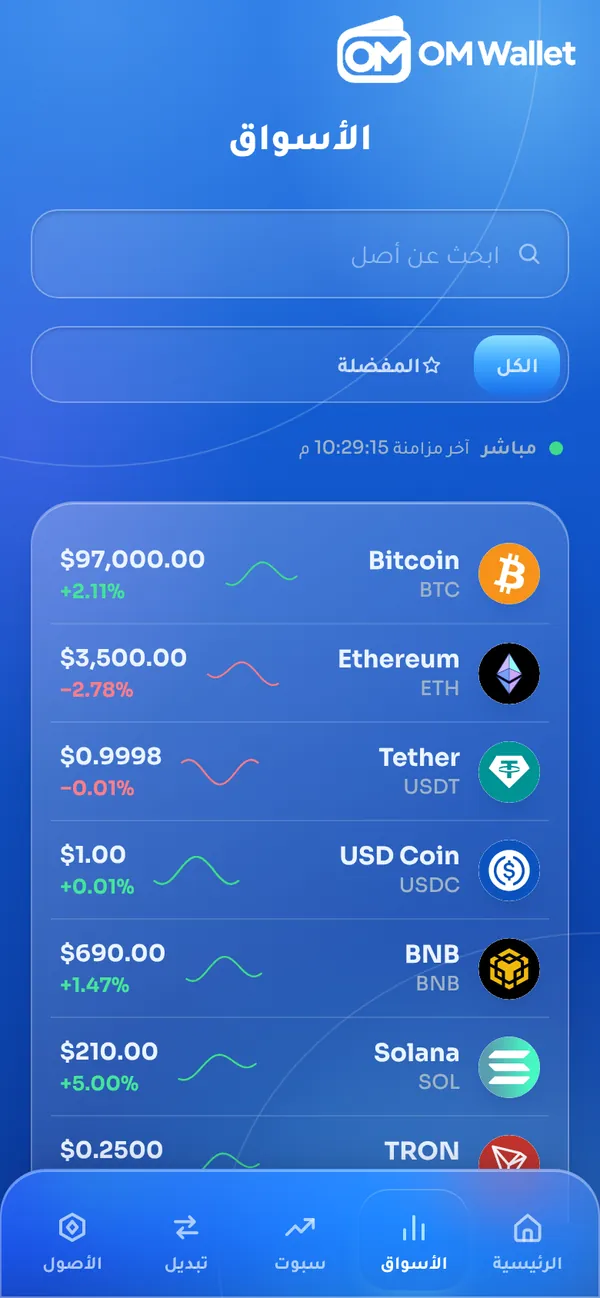 OM OM Wallet
الأسواق
ابحث عن أصل
الكل ☆المفضلة
مباشر آخر مزامنة 10:29:15 م
Bitcoin $97,000.00
BTC +2.11%
Ethereum $3,500.00
ETH −2.78%
Tether $0.9998
USDT −0.01%
USD Coin $1.00
USDC +0.01%
BNB $690.00
BNB +1.47%
Solana $210.00
SOL +5.00%
TRON $0.2500
الرئيسية الأسواق سبوت تبديل الأصول